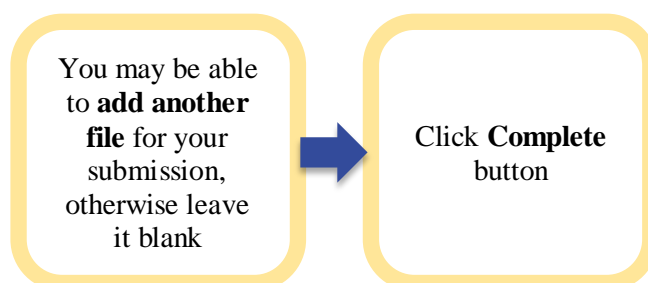 You may be able
to add another
file for your
submission,
otherwise leave
it blank
Click Complete
button